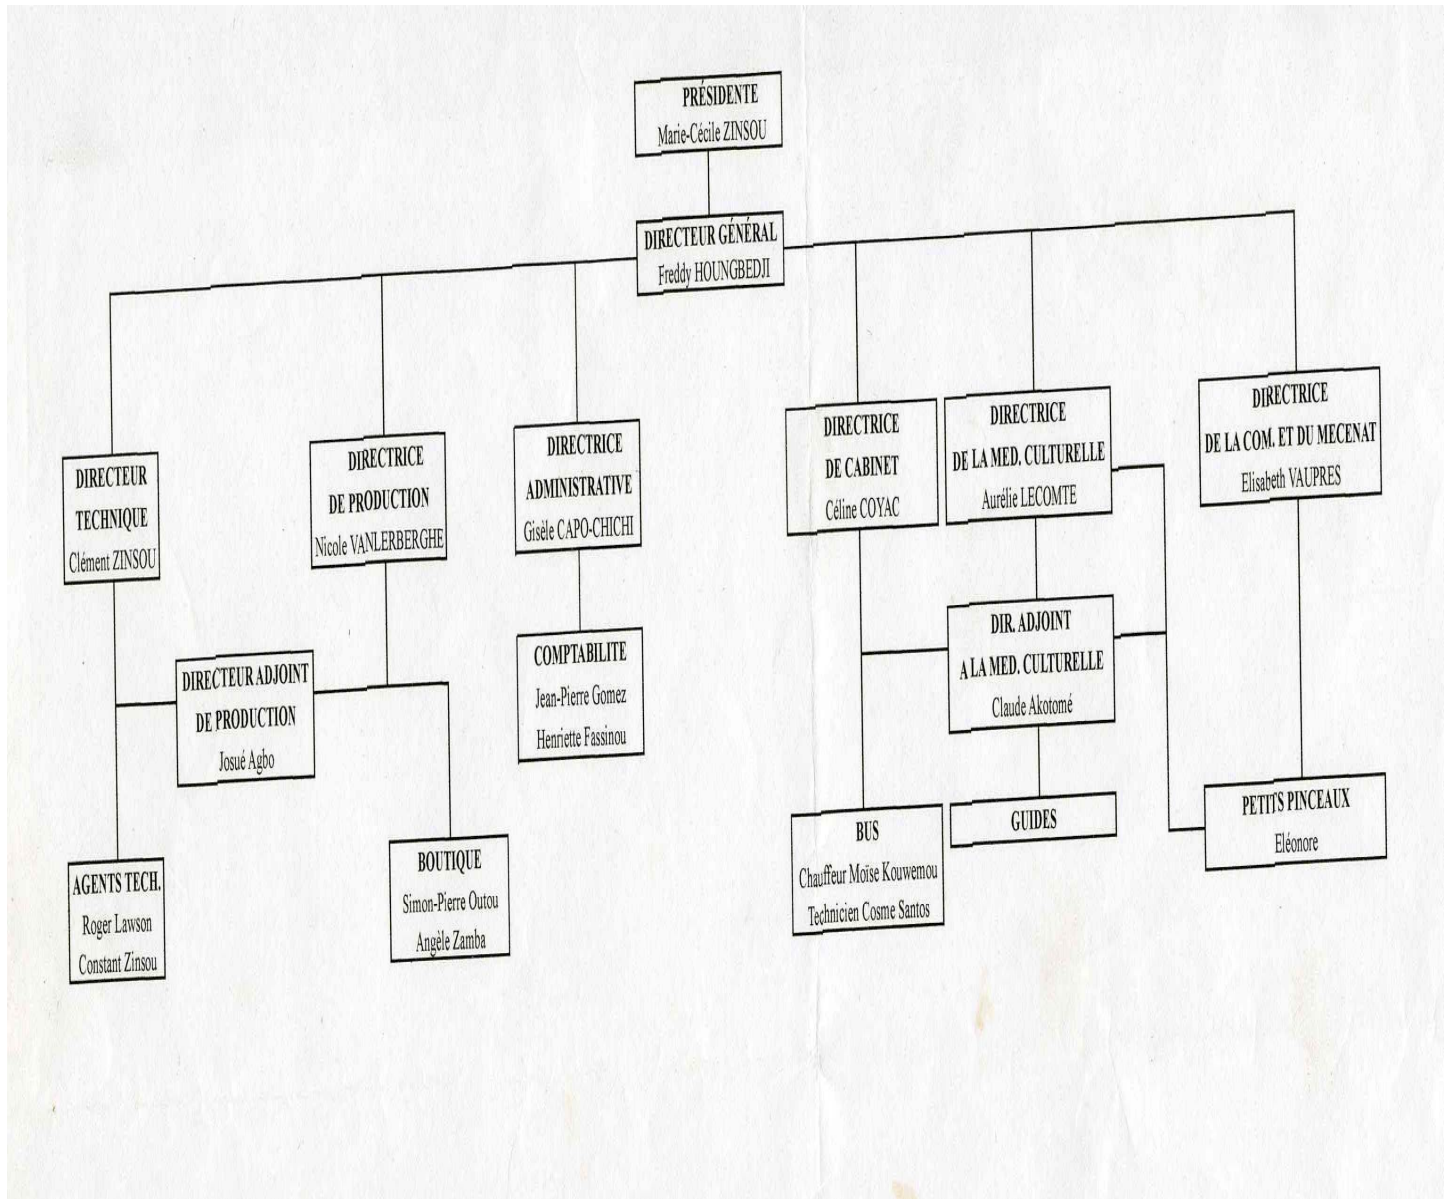 PRÉSIDENTE
Marie-Cécile ZINSOU
DIRECTEUR GÉNÉRAL
Freddy HOUNGBEDJI
DIRECTEUR
TECHNIQUE
Clément ZINSOU
DIRECTRICE
DE PRODUCTION
Nicole VANLERBERGHE
DIRECTRICE
ADMINISTRATIVE
Gisèle CAPO-CHICHI
DIRECTRICE
DE CABINET
Céline COYAC
DIRECTRICE
DE LA MED. CULTURELLE
Aurélie LECOMTE
DIRECTRICE
DE LA COM. ET DU MECENAT
Elisabeth VAUPRES
DIRECTEUR ADJOINT
DE PRODUCTION
Josué Agbo
COMPTABILITE
Jean-Pierre Gomez
Henriette Fassinou
DIR. ADJOINT
A LA MED. CULTURELLE
Claude Akotomé
AGENTS TECH.
Roger Lawson
Constant Zinsou
BOUTIQUE
Simon-Pierre Outou
Angèle Zamba
BUS
Chauffeur Moïse Kouwemou
Technicien Cosme Santos
GUIDES
PETITS PINCEAUX
Eléonore